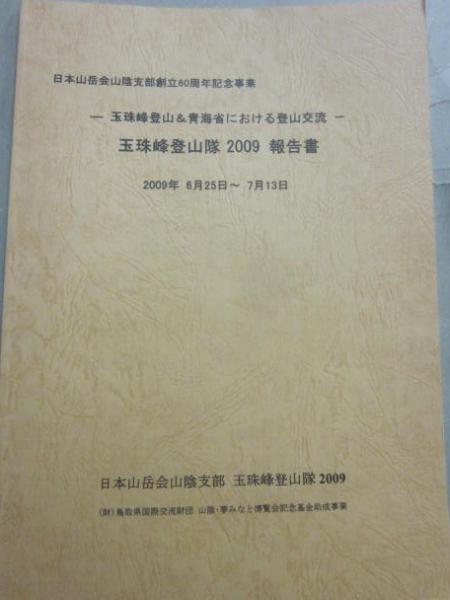 日本山岳会山陰支部創立60周年記念事業
― 玉珠峰登山&青海省における登山交流 ―
玉珠峰登山隊 2009 報告書
2009年 6月25日～ 7月13日
日本山岳会山陰支部 玉珠峰登山隊 2009
(財)鳥取県国際交流財団 山陰・夢みなと博覧会記念基金助成事業